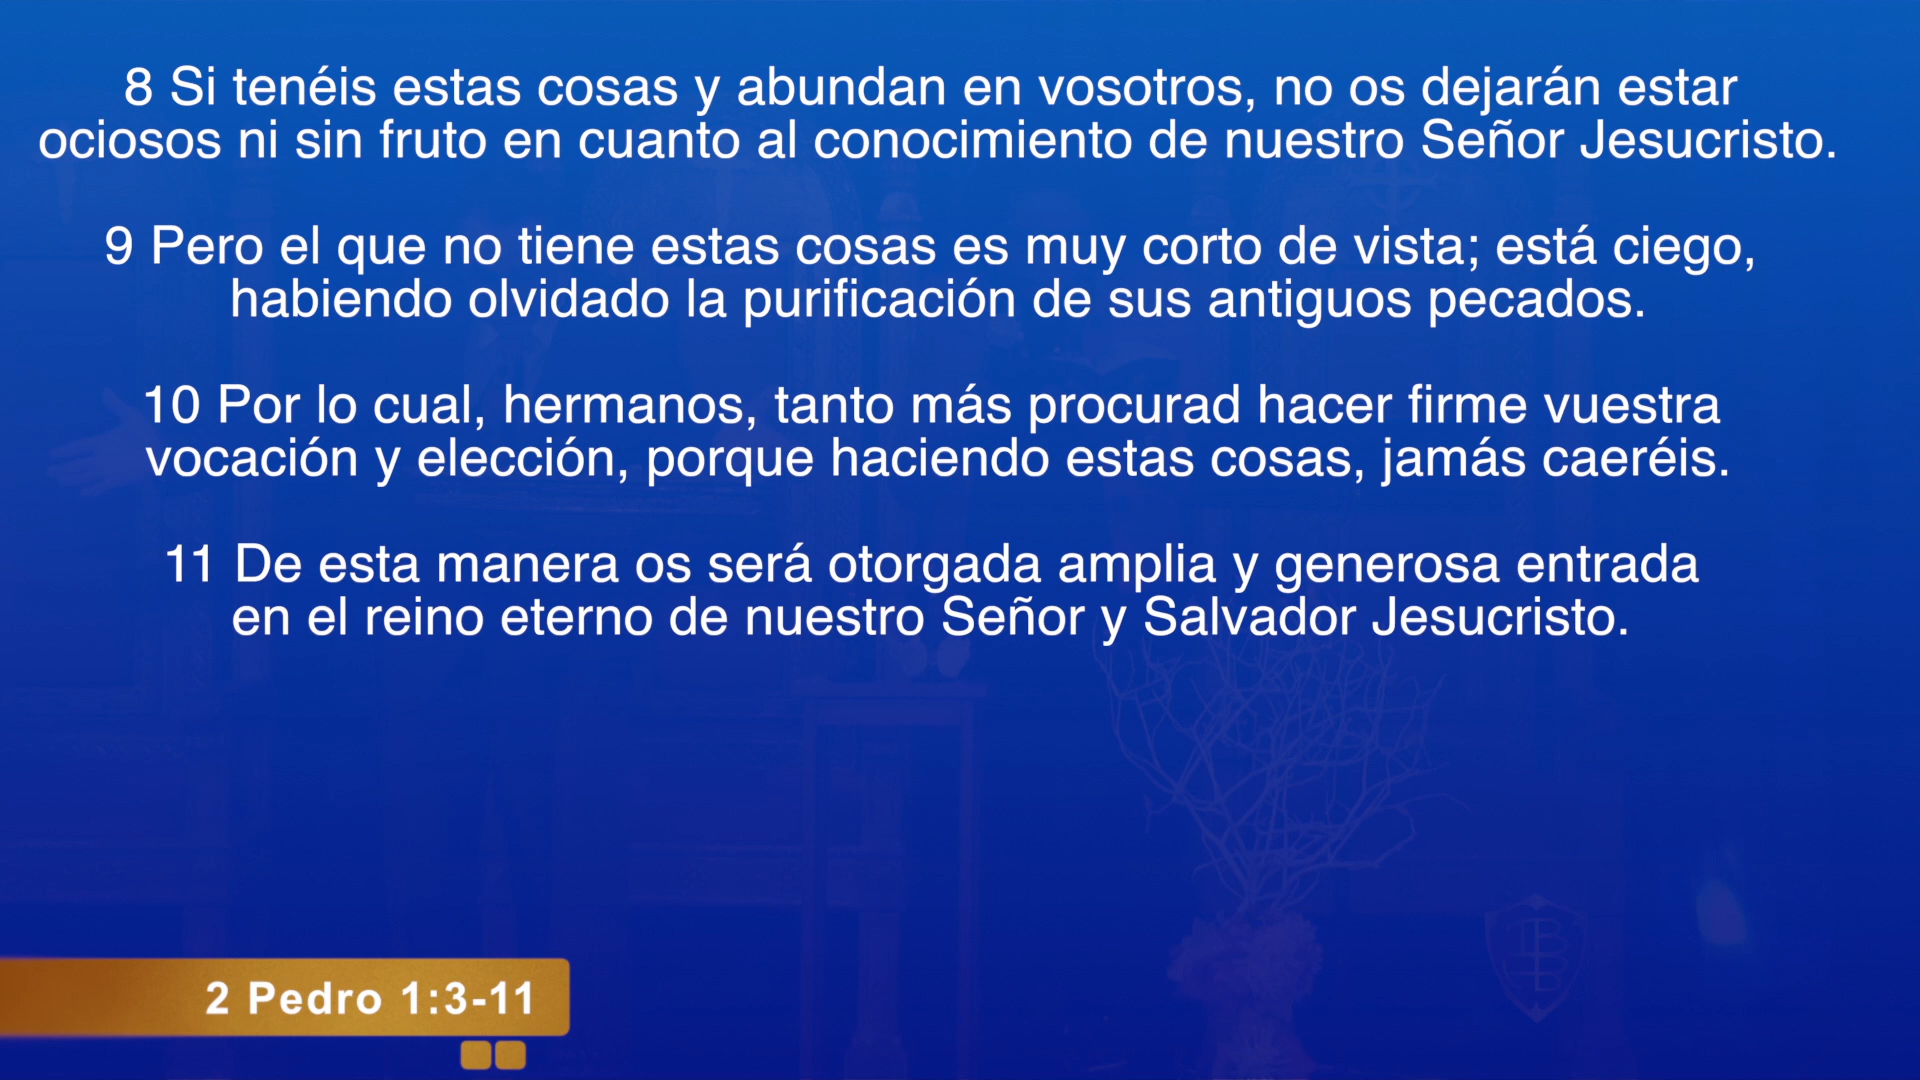 8 Si tenéis estas cosas y abundan en vosotros, no os dejarán estar
ociosos ni sin fruto en cuanto al conocimiento de nuestro Señor Jesucristo.
9 Pero el que no tiene estas cosas es muy corto de vista; está ciego,
habiendo olvidado la purificación de sus antiguos pecados.
10 Por lo cual, hermanos, tanto más procurad hacer firme vuestra
vocación y elección, porque haciendo estas cosas, jamás caeréis.
11 De esta manera os será otorgada amplia y generosa entrada
en el reino eterno de nuestro Señor y Salvador Jesucristo.
2 Pedro 1:3-11